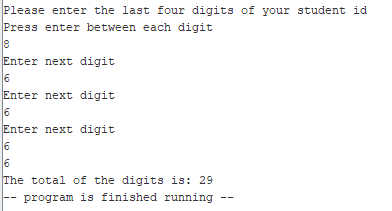 Please enter the last four digits of your student id
Press enter between each digit
8
Enter next digit
6
Enter next digit
6
Enter next digit
6
6
The total of the digits is: 29
-- program is finished running --